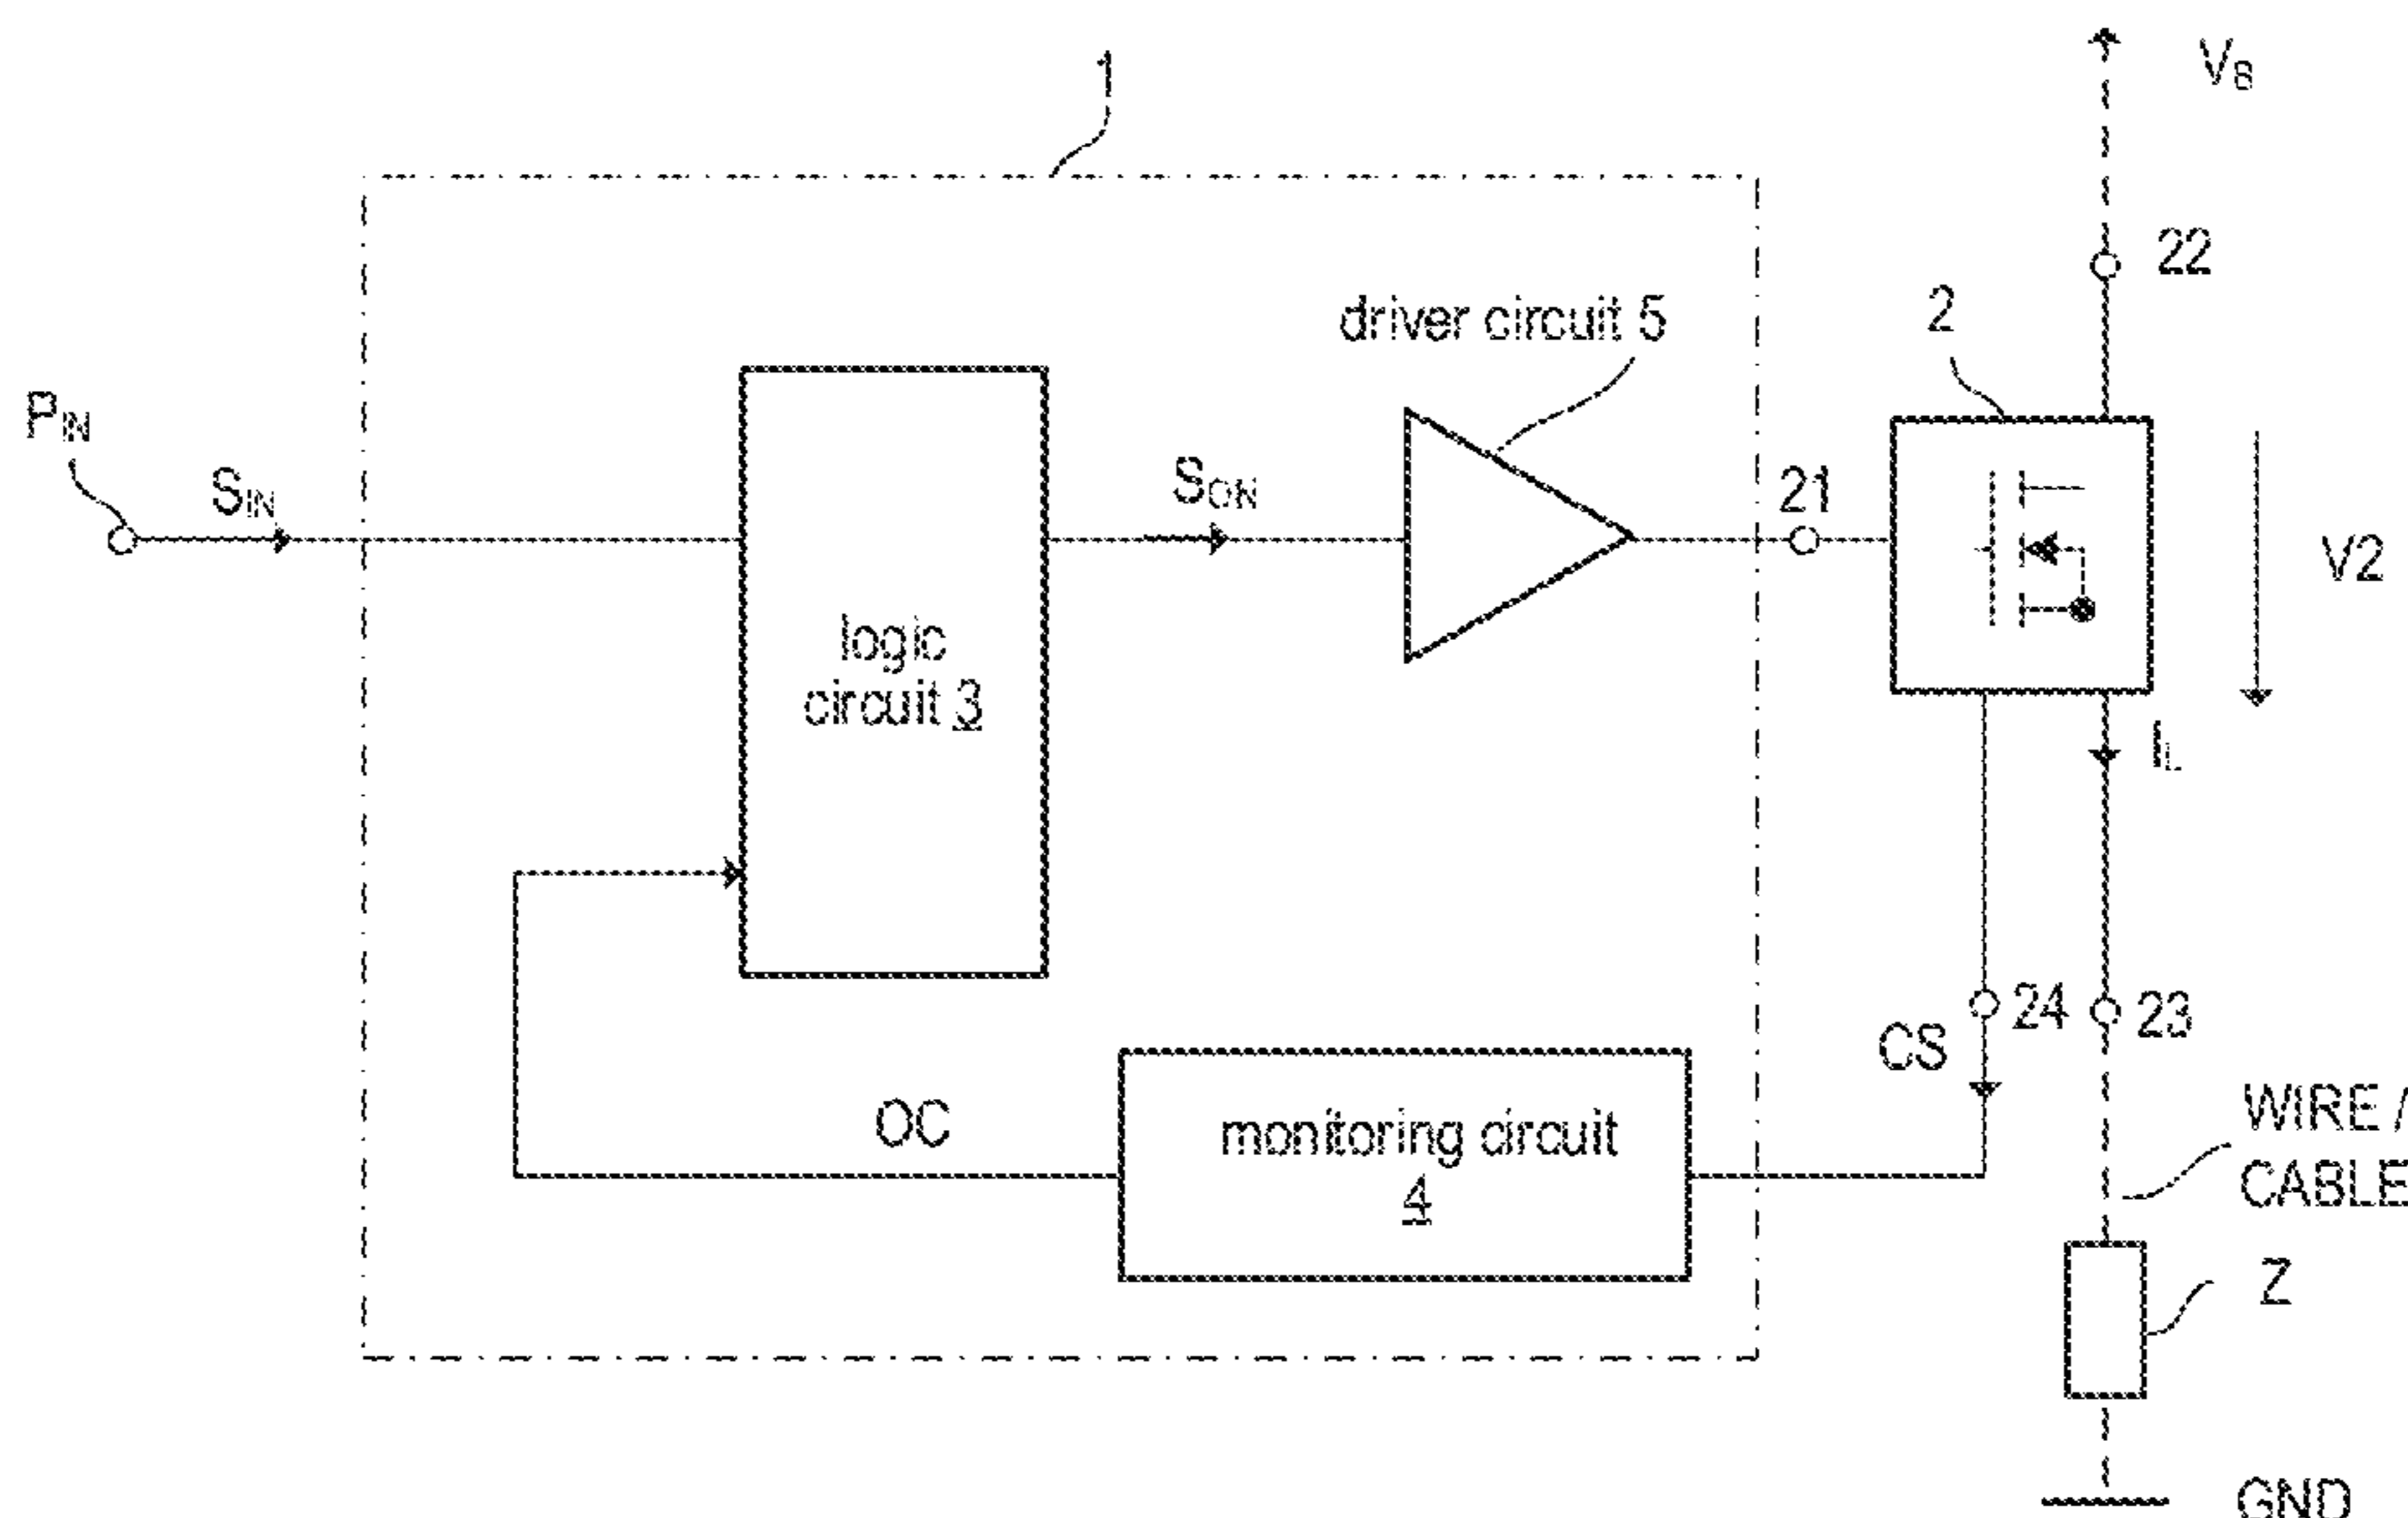 1
V_B
22
driver circuit 5
2
P_IN
S_IN
S_ON
21
V2
logic
circuit 3
I_L
24
23
CS
OC
monitoring circuit
4
WIRE /
CABLE
Z
GND